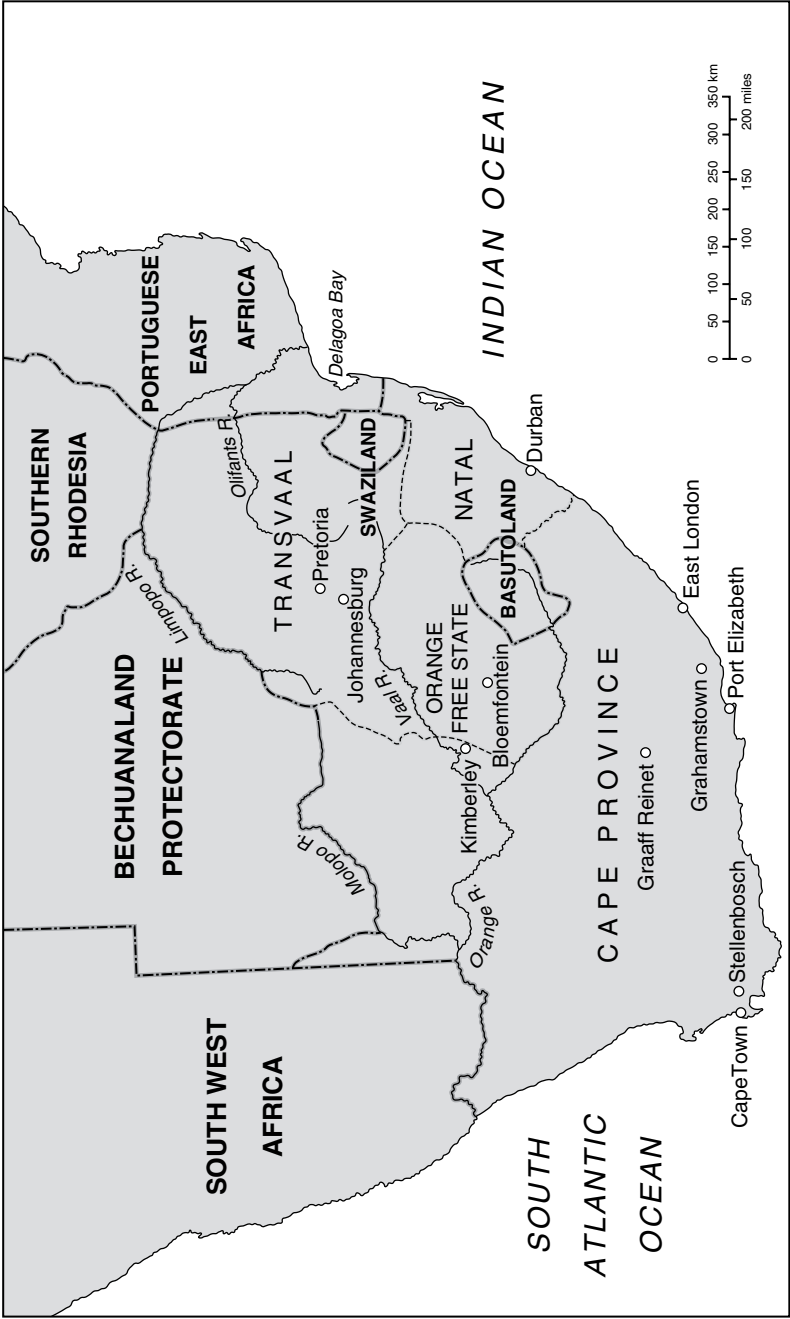 SOUTHERN
RHODESIA
PORTUGUESE
EAST
AFRICA
BECHUANALAND
PROTECTORATE
Limpopo R.
Olifants R.
SOUTH WEST
AFRICA
Molopo R.
TRANSVAAL
Pretoria
Johannesburg
SWAZILAND
Delagoa Bay
Vaal R.
ORANGE
FREE STATE
Bloemfontein
Kimberley
Orange R.
NATAL
BASUTOLAND
Durban
INDIAN OCEAN
CAPE PROVINCE
Graaff Reinet
Grahamstown
East London
Port Elizabeth
Stellenbosch
CapeTown
SOUTH
ATLANTIC
OCEAN
0 50 100 150 200 250 300 350 km
0 50 100 150 200 miles